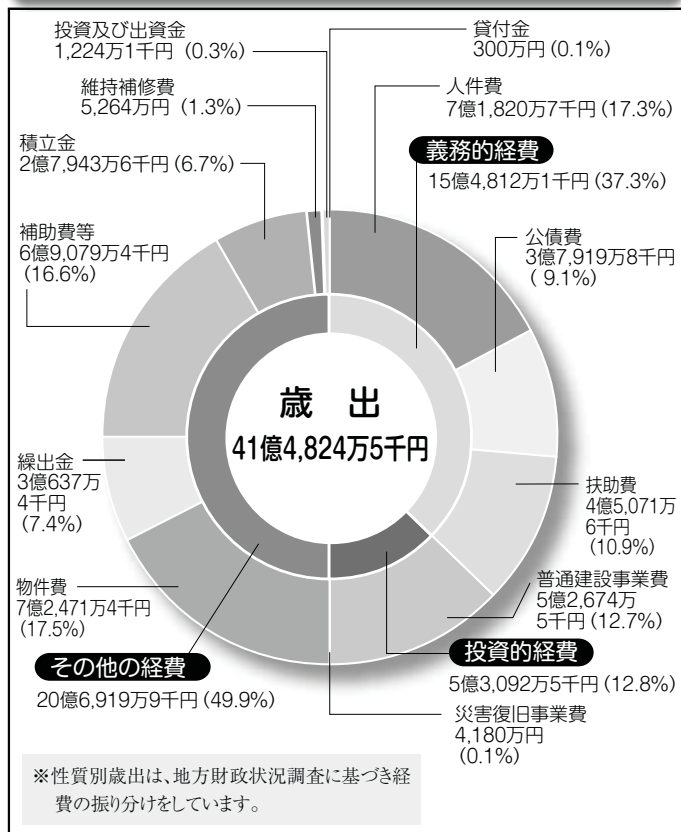 投資及び出資金
1,224万1千円 (0.3%)
貸付金
300万円 (0.1%)
維持補修費
5,264万円 (1.3%)
人件費
7億1,820万7千円 (17.3%)
積立金
2億7,943万6千円 (6.7%)
義務的経費
15億4,812万1千円 (37.3%)
補助費等
6億9,079万4千円
(16.6%)
公債費
3億7,919万8千円
( 9.1%)
歳 出
41億4,824万5千円
繰出金
3億637万
4千円
(7.4%)
扶助費
4億5,071万
6千円
(10.9%)
物件費
7億2,471万4千円
(17.5%)
普通建設事業費
5億2,674万
5千円 (12.7%)
その他の経費
20億6,919万9千円 (49.9%)
投資的経費
5億3,092万5千円 (12.8%)
災害復旧事業費
4,180万円
(0.1%)
※性質別歳出は、地方財政状況調査に基づき経
費の振り分けをしています。